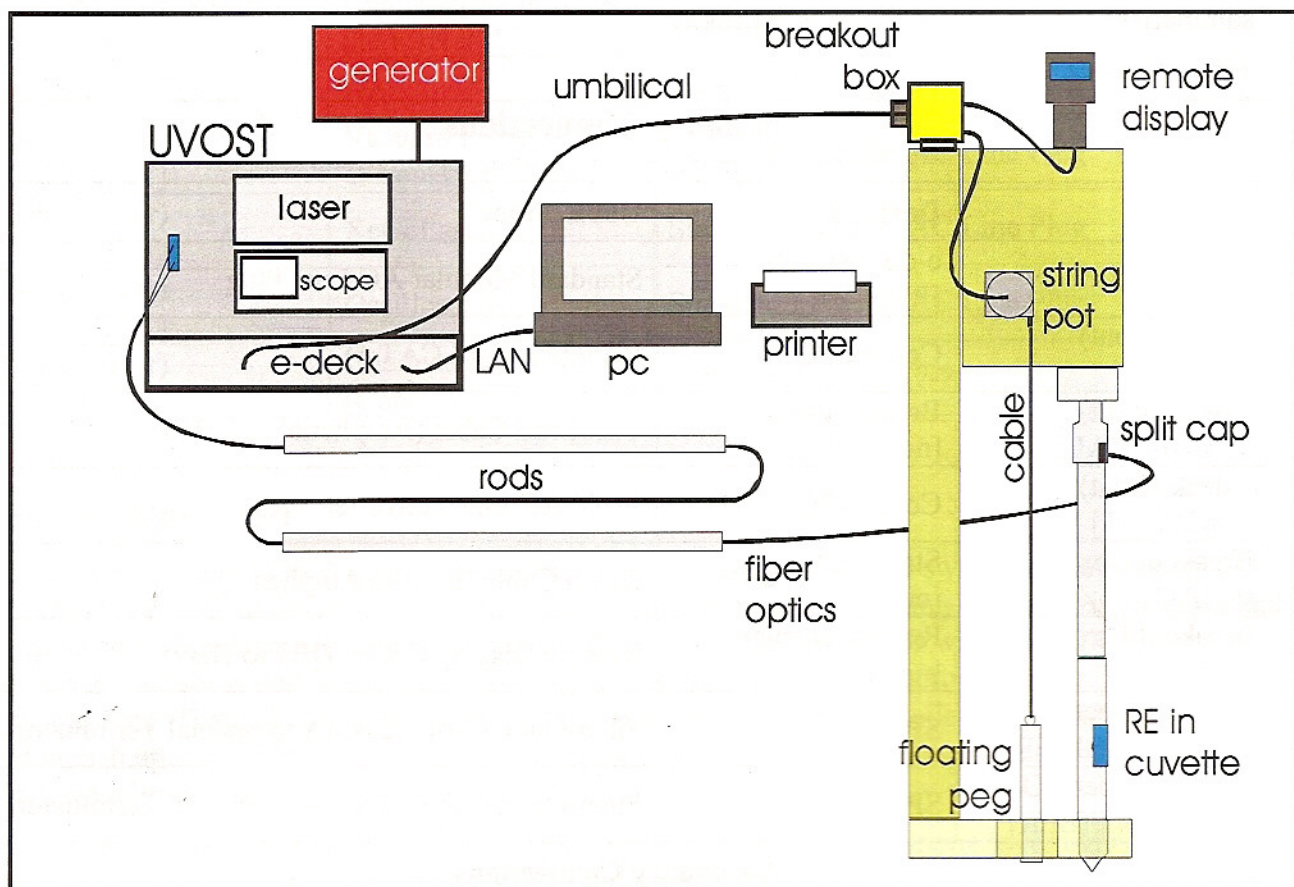 generator
UVOST
laser
scope
e-deck
umbilical
LAN
pc
printer
breakout
box
remote
display
string
pot
cable
split cap
rods
fiber
optics
floating
peg
RE in
cuvette